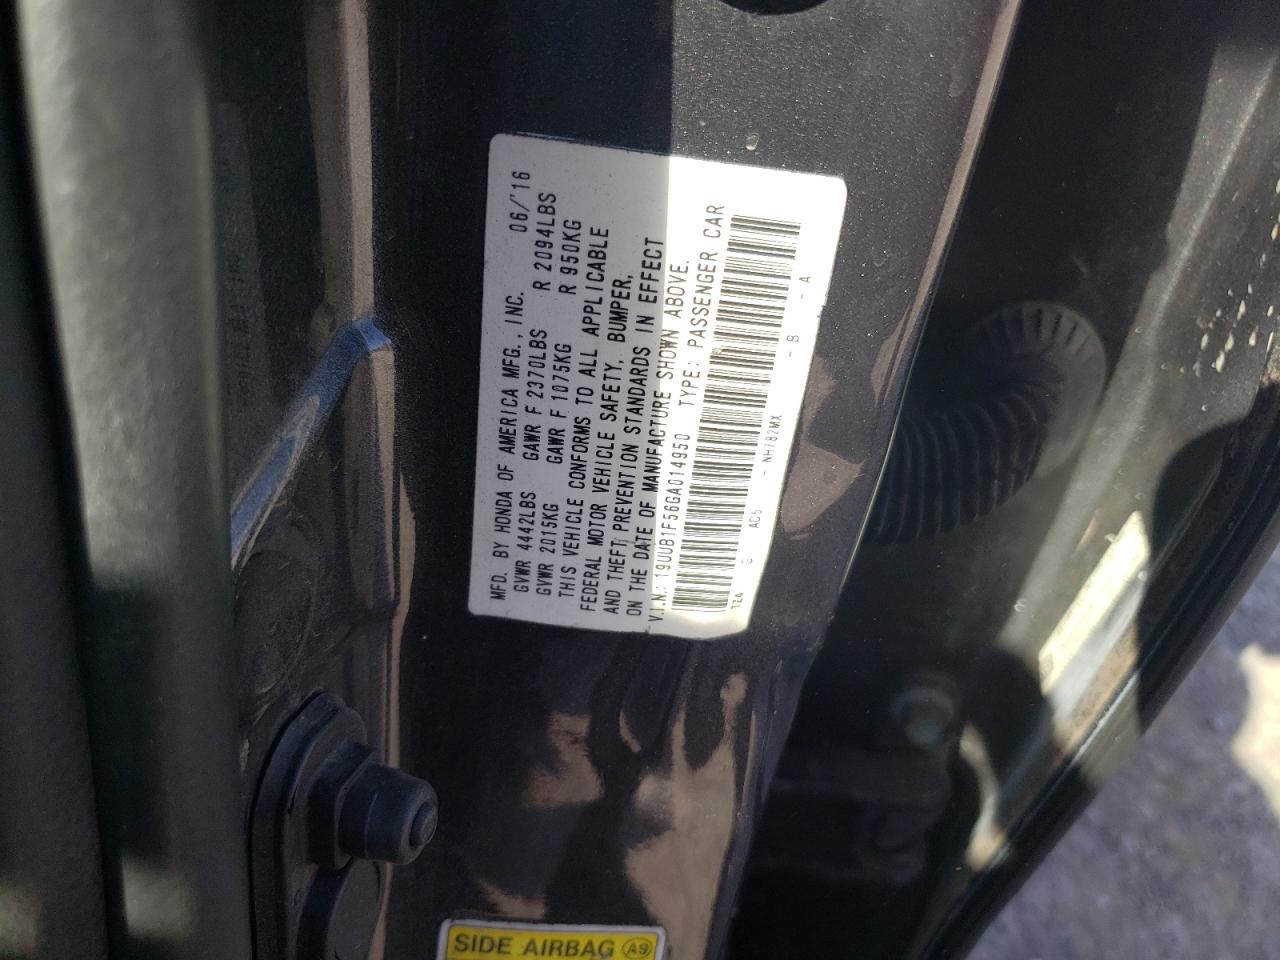 MFD. BY HONDA OF AMERICA MFG., INC. 06/'16
GVWR 4442LBS GAWR F 2370LBS R 2094LBS
GVWR 2015KG GAWR F 1075KG R 950KG
THIS VEHICLE CONFORMS TO ALL APPLICABLE
FEDERAL MOTOR VEHICLE SAFETY, BUMPER,
AND THEFT PREVENTION STANDARDS IN EFFECT
ON THE DATE OF MANUFACTURE SHOWN ABOVE.
V.I.N.: 19UUB1F56GA014950 TYPE: PASSENGER CAR
TZA G AD5 - NH782MX - B - A
SIDE AIRBAG A9